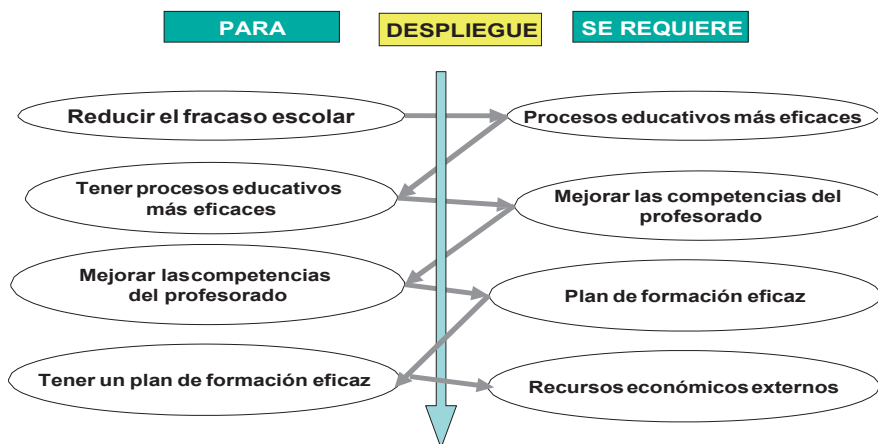 PARA
DESPLIEGUE
SE REQUIERE
Reducir el fracaso escolar
Procesos educativos más eficaces
Tener procesos educativos
más eficaces
Mejorar las competencias del
profesorado
Mejorar las competencias
del profesorado
Plan de formación eficaz
Tener un plan de formación eficaz
Recursos económicos externos